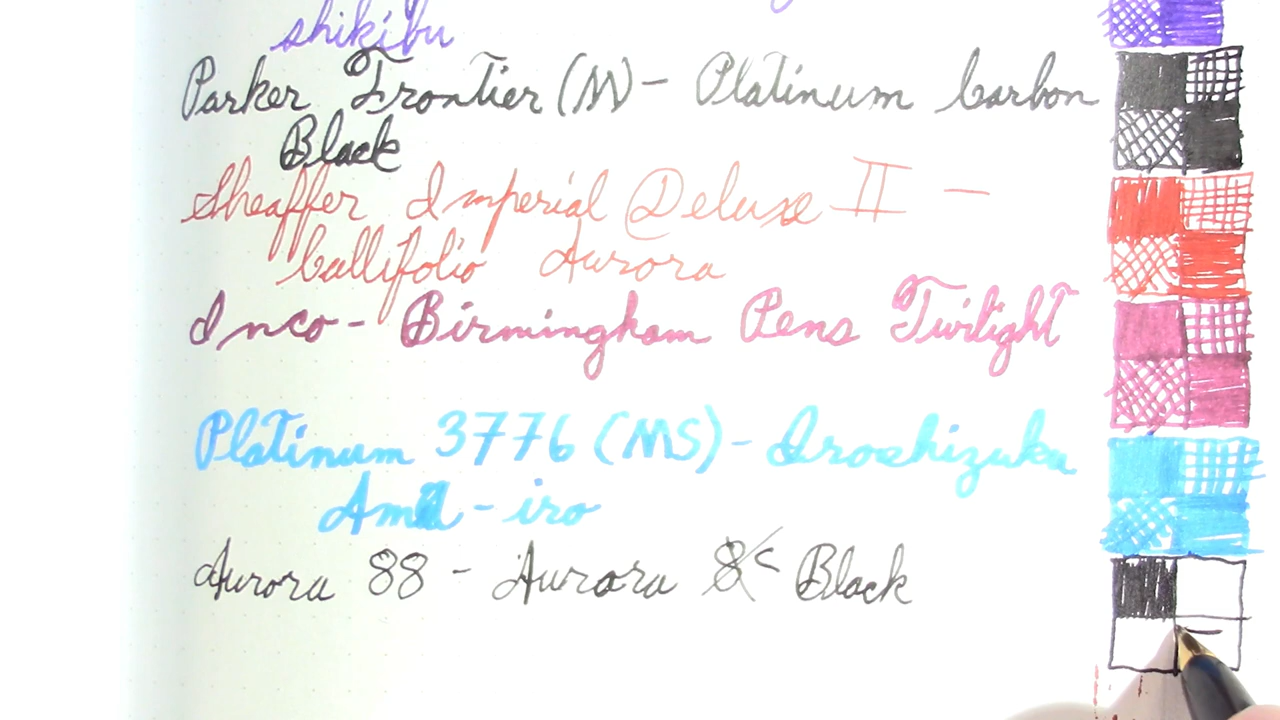 shikibu
Parker Frontier (M) - Platinum Carbon
Black
Sheaffer Imperial Deluxe II -
Callifolio Aurora
Inco - Birmingham Pens Twilight
Platinum 3776 (MS) - Iroshizuku
Ama-iro
Aurora 88 - Aurora Black